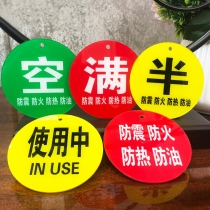 空
防震 防火 防热 防油
满
防震 防火 防热 防油
半
防震 防火 防热 防油
使用中
IN USE
防震 防火
防热 防油